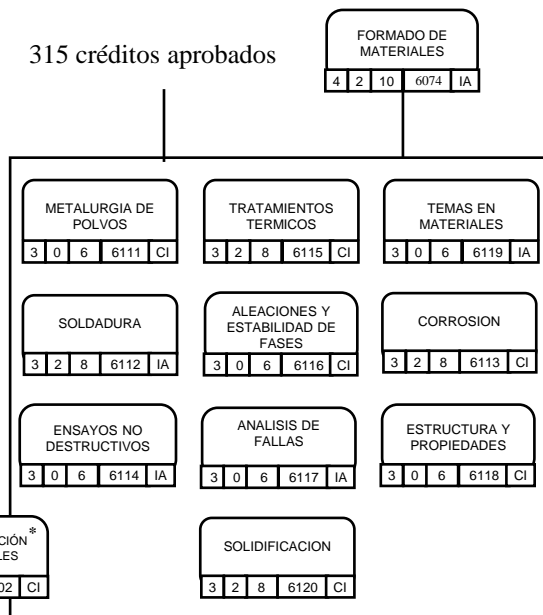 315 créditos aprobados
FORMADO DE
MATERIALES
4 2 10 6074 IA
METALURGIA DE
POLVOS
3 0 6 6111 CI
TRATAMIENTOS
TERMICOS
3 2 8 6115 CI
TEMAS EN
MATERIALES
3 0 6 6119 IA
SOLDADURA
3 2 8 6112 IA
ALEACIONES Y
ESTABILIDAD DE
FASES
3 0 6 6116 CI
CORROSION
3 2 8 6113 CI
ENSAYOS NO
DESTRUCTIVOS
3 0 6 6114 IA
ANALISIS DE
FALLAS
3 0 6 6117 IA
ESTRUCTURA Y
PROPIEDADES
3 0 6 6118 CI
CIÓN *
LES
02 CI
SOLIDIFICACION
3 2 8 6120 CI